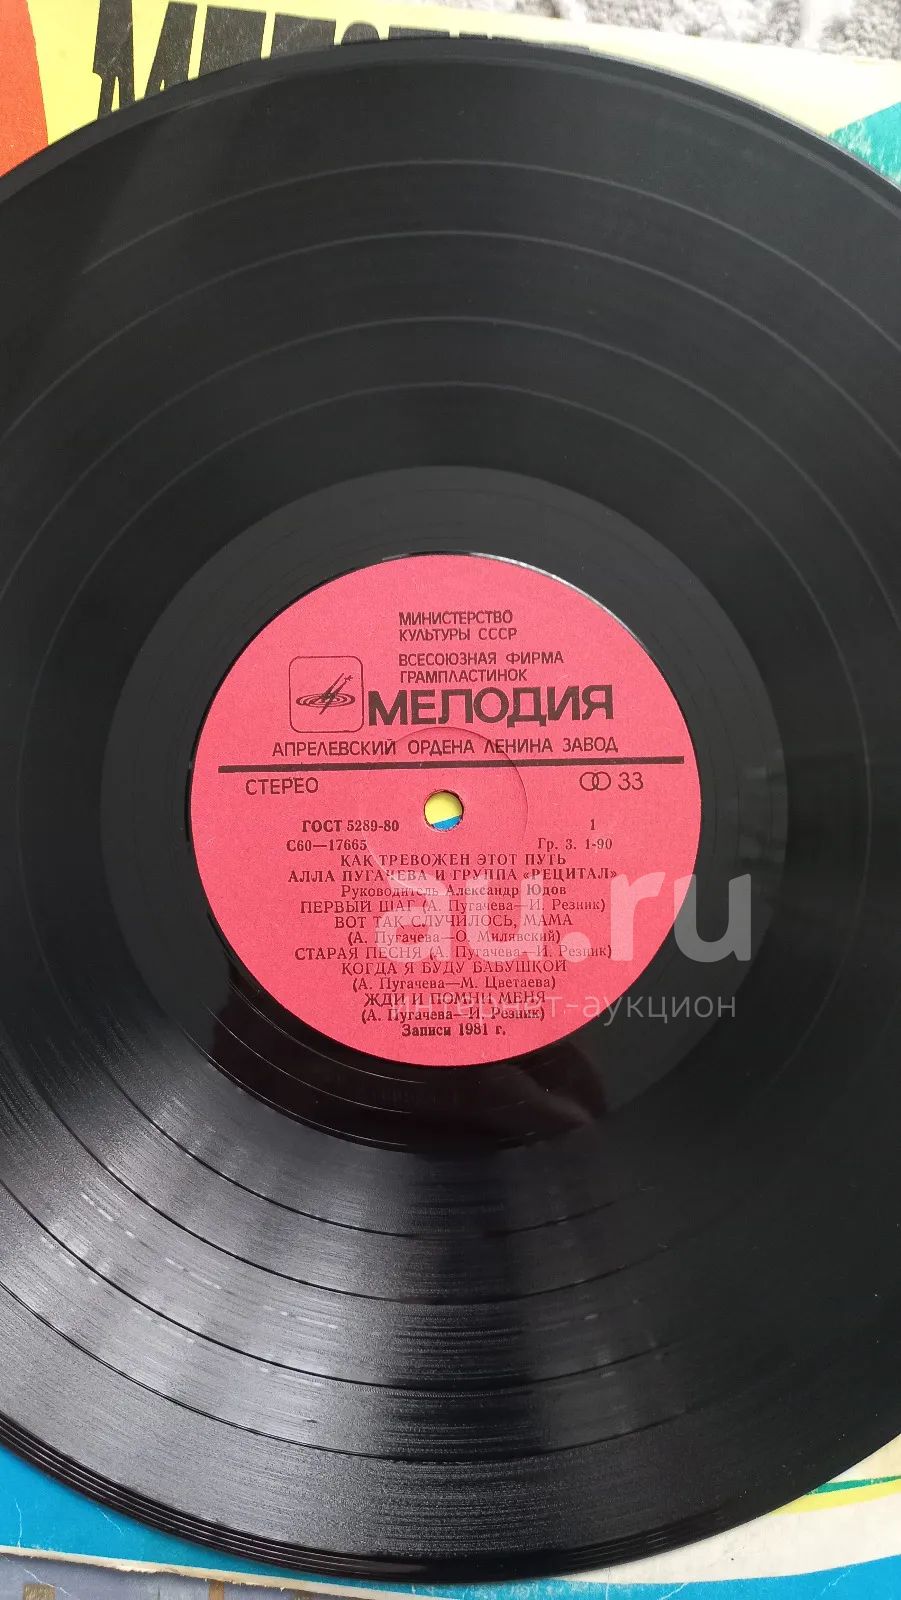 МИНИСТЕРСТВО
КУЛЬТУРЫ СССР
ВСЕСОЮЗНАЯ ФИРМА
ГРАМПЛАСТИНОК
МЕЛОДИЯ
АПРЕЛЕВСКИЙ ОРДЕНА ЛЕНИНА ЗАВОД
СТЕРЕО 33
ГОСТ 5289-80 1
С60—17665 Гр. 3. 1-90
КАК ТРЕВОЖЕН ЭТОТ ПУТЬ
АЛЛА ПУГАЧЕВА И ГРУППА «РЕЦИТАЛ»
Руководитель Александр Юдов
ПЕРВЫЙ ШАГ (А. Пугачева—И. Резник)
ВОТ ТАК СЛУЧИЛОСЬ, МАМА
(А. Пугачева—О. Милявский)
СТАРАЯ ПЕСНЯ (А. Пугачева—И. Резник)
КОГДА Я БУДУ БАБУШКОЙ
(А. Пугачева—М. Цветаева)
ЖДИ И ПОМНИ МЕНЯ
(А. Пугачева—И. Резник)
Записи 1981 г.
au.ru
интернет-аукцион